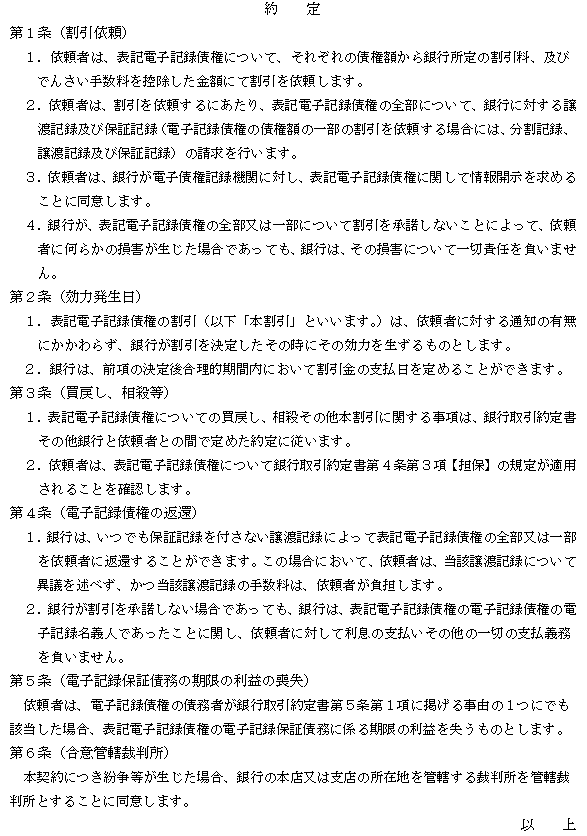 約　　定
第１条（割引依頼）
１．依頼者は、表記電子記録債権について、それぞれの債権額から銀行所定の割引料、及び
でんさい手数料を控除した金額にて割引を依頼します。
２．依頼者は、割引を依頼するにあたり、表記電子記録債権の全部について、銀行に対する譲
渡記録及び保証記録（電子記録債権の債権額の一部の割引を依頼する場合には、分割記録、
譲渡記録及び保証記録）の請求を行います。
３．依頼者は、銀行が電子債権記録機関に対し、表記電子記録債権に関して情報開示を求める
ことに同意します。
４．銀行が、表記電子記録債権の全部又は一部について割引を承諾しないことによって、依頼
者に何らかの損害が生じた場合であっても、銀行は、その損害について一切責任を負いませ
ん。
第２条（効力発生日）
１．表記電子記録債権の割引（以下「本割引」といいます。）は、依頼者に対する通知の有無
にかかわらず、銀行が割引を決定したその時にその効力を生ずるものとします。
２．銀行は、前項の決定後合理的期間内において割引金の支払日を定めることができます。
第３条（買戻し、相殺等）
１．表記電子記録債権についての買戻し、相殺その他本割引に関する事項は、銀行取引約定書
その他銀行と依頼者との間で定めた約定に従います。
２．依頼者は、表記電子記録債権について銀行取引約定書第４条第３項【担保】の規定が適用
されることを確認します。
第４条（電子記録債権の返還）
１．銀行は、いつでも保証記録を付さない譲渡記録によって表記電子記録債権の全部又は一部
を依頼者に返還することができます。この場合において、依頼者は、当該譲渡記録について
異議を述べず、かつ当該譲渡記録の手数料は、依頼者が負担します。
２．銀行が割引を承諾しない場合であっても、銀行は、表記電子記録債権の電子記録債権の電
子記録名義人であったことに関し、依頼者に対して利息の支払いその他の一切の支払義務
を負いません。
第５条（電子記録保証債務の期限の利益の喪失）
依頼者は、電子記録債権の債務者が銀行取引約定書第５条第１項に掲げる事由の１つにでも
該当した場合、表記電子記録債権の電子記録保証債務に係る期限の利益を失うものとします。
第６条（合意管轄裁判所）
本契約につき紛争等が生じた場合、銀行の本店又は支店の所在地を管轄する裁判所を管轄裁
判所とすることに同意します。
以　　上